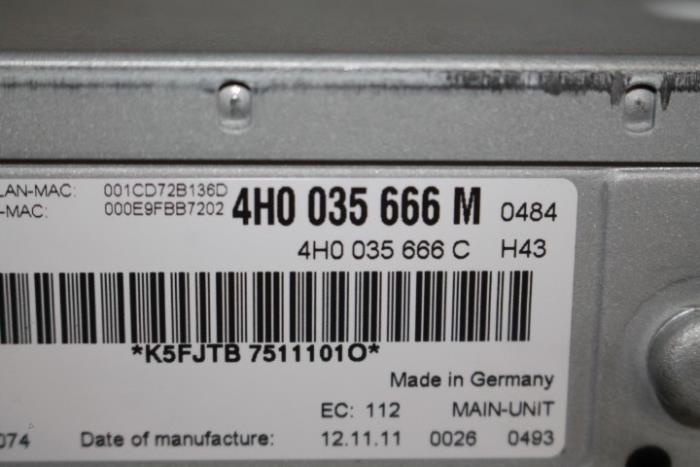 LAN-MAC: 001CD72B136D 4H0 035 666 M 0484
-MAC: 000E9FBB7202
4H0 035 666 C H43
*K5FJTB 7511101O*
Made in Germany
EC: 112 MAIN-UNIT
074 Date of manufacture: 12.11.11 0026 0493